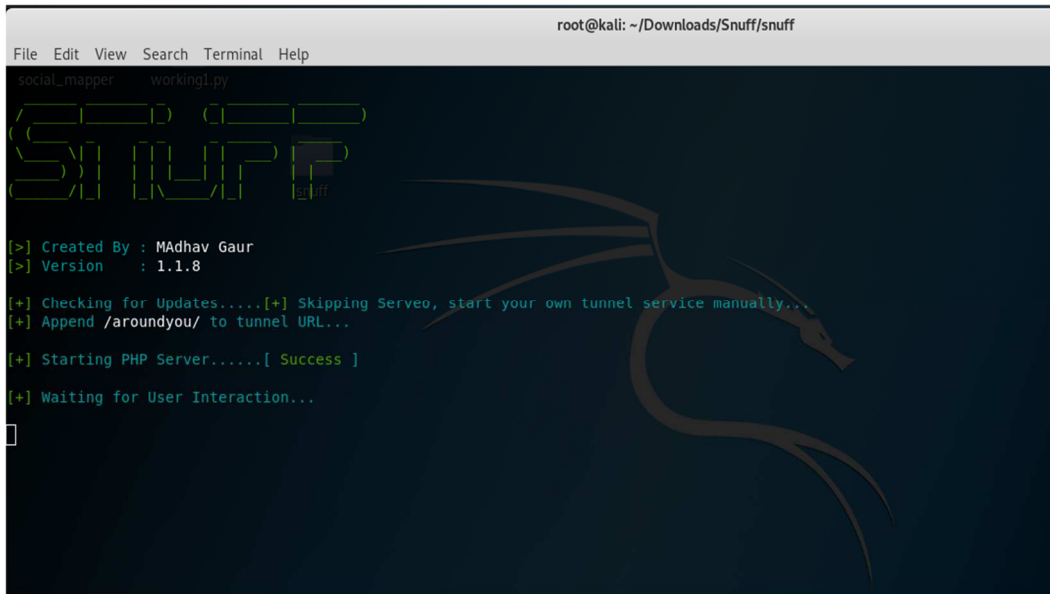 root@kali: ~/Downloads/Snuff/snuff
File Edit View Search Terminal Help
social_mapper working1.py
STUFF
snuff
[>] Created By : MAdhav Gaur
[>] Version : 1.1.8
[+] Checking for Updates.....[+] Skipping Serveo, start your own tunnel service manually...
[+] Append /aroundyou/ to tunnel URL...
[+] Starting PHP Server......[ Success ]
[+] Waiting for User Interaction...